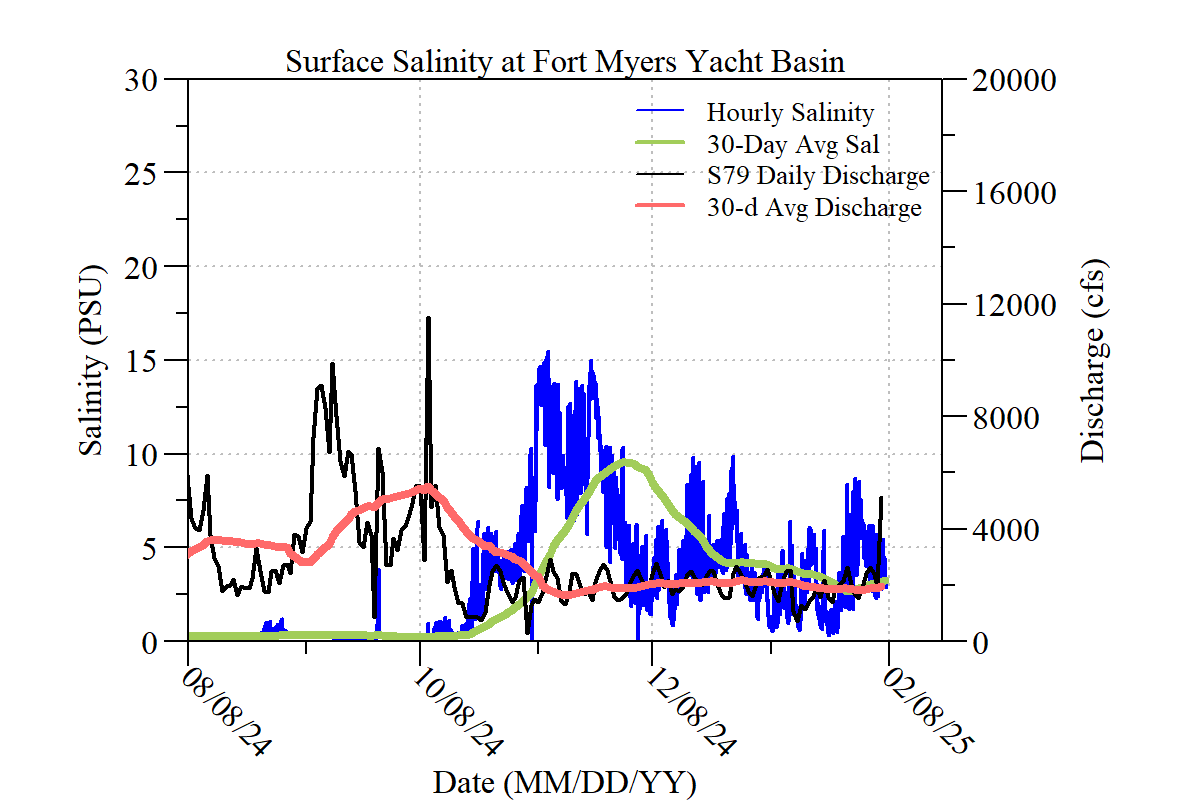 Surface Salinity at Fort Myers Yacht Basin
Hourly Salinity
30-Day Avg Sal
S79 Daily Discharge
30-d Avg Discharge
Salinity (PSU)
30
25
20
15
10
5
0
Discharge (cfs)
20000
16000
12000
8000
4000
0
08/08/24
10/08/24
12/08/24
02/08/25
Date (MM/DD/YY)